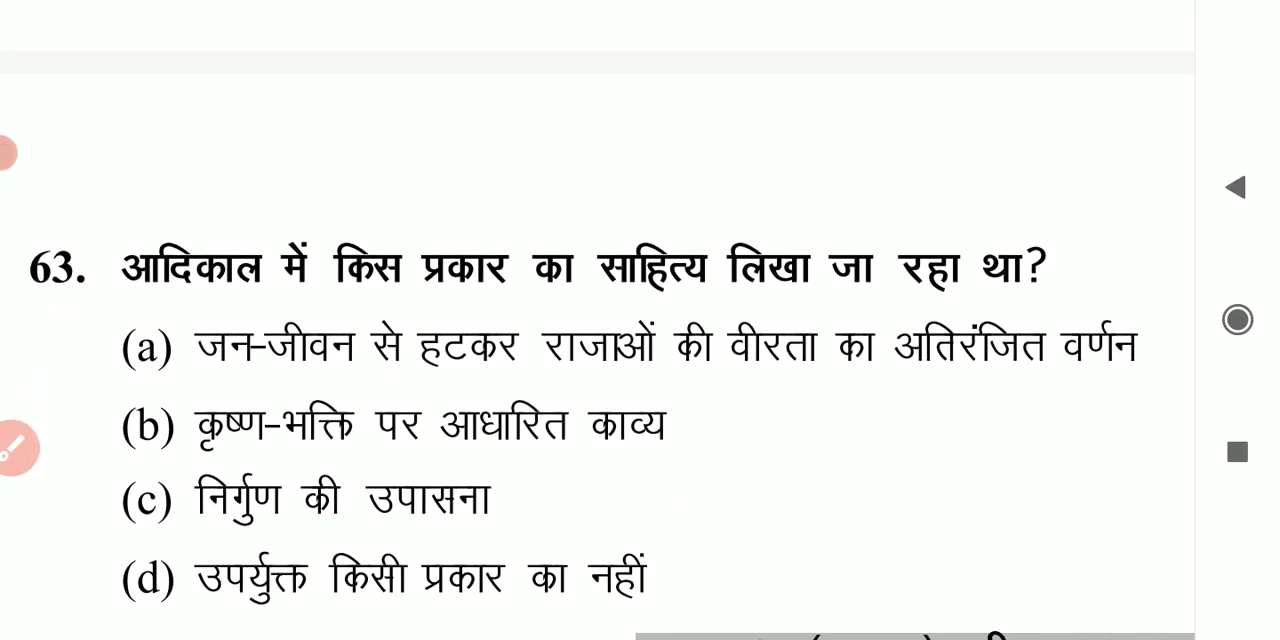 63. आदिकाल में किस प्रकार का साहित्य लिखा जा रहा था?
(a) जन-जीवन से हटकर राजाओं की वीरता का अतिरंजित वर्णन
(b) कृष्ण-भक्ति पर आधारित काव्य
(c) निर्गुण की उपासना
(d) उपर्युक्त किसी प्रकार का नहीं